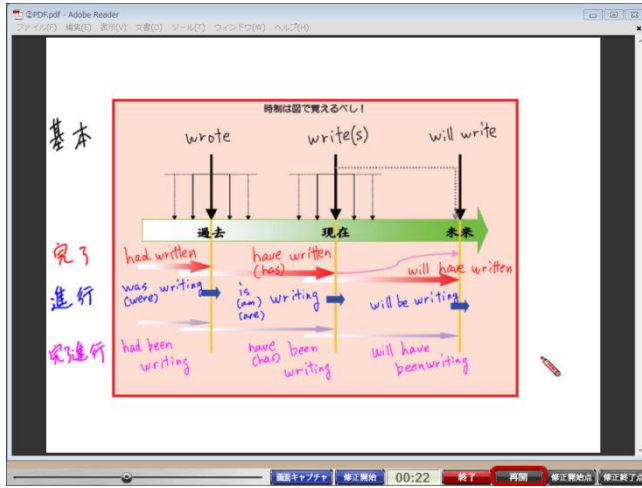 ②PDF.pdf - Adobe Reader
ファイル(F) 編集(E) 表示(V) 文書(D) ツール(T) ウィンドウ(W) ヘルプ(H)
時制は図で覚えるべし！
基本
wrote
write(s)
will write
過去
現在
未来
完了
had written
have written
(has)
will have written
進行
was writing
(were)
is
(am) writing
(are)
will be writing
完了進行
had been
writing
have been
(has)
writing
will have
been writing
画面キャプチャ 修正開始 00:22 終了 再開 修正開始点 修正終了点